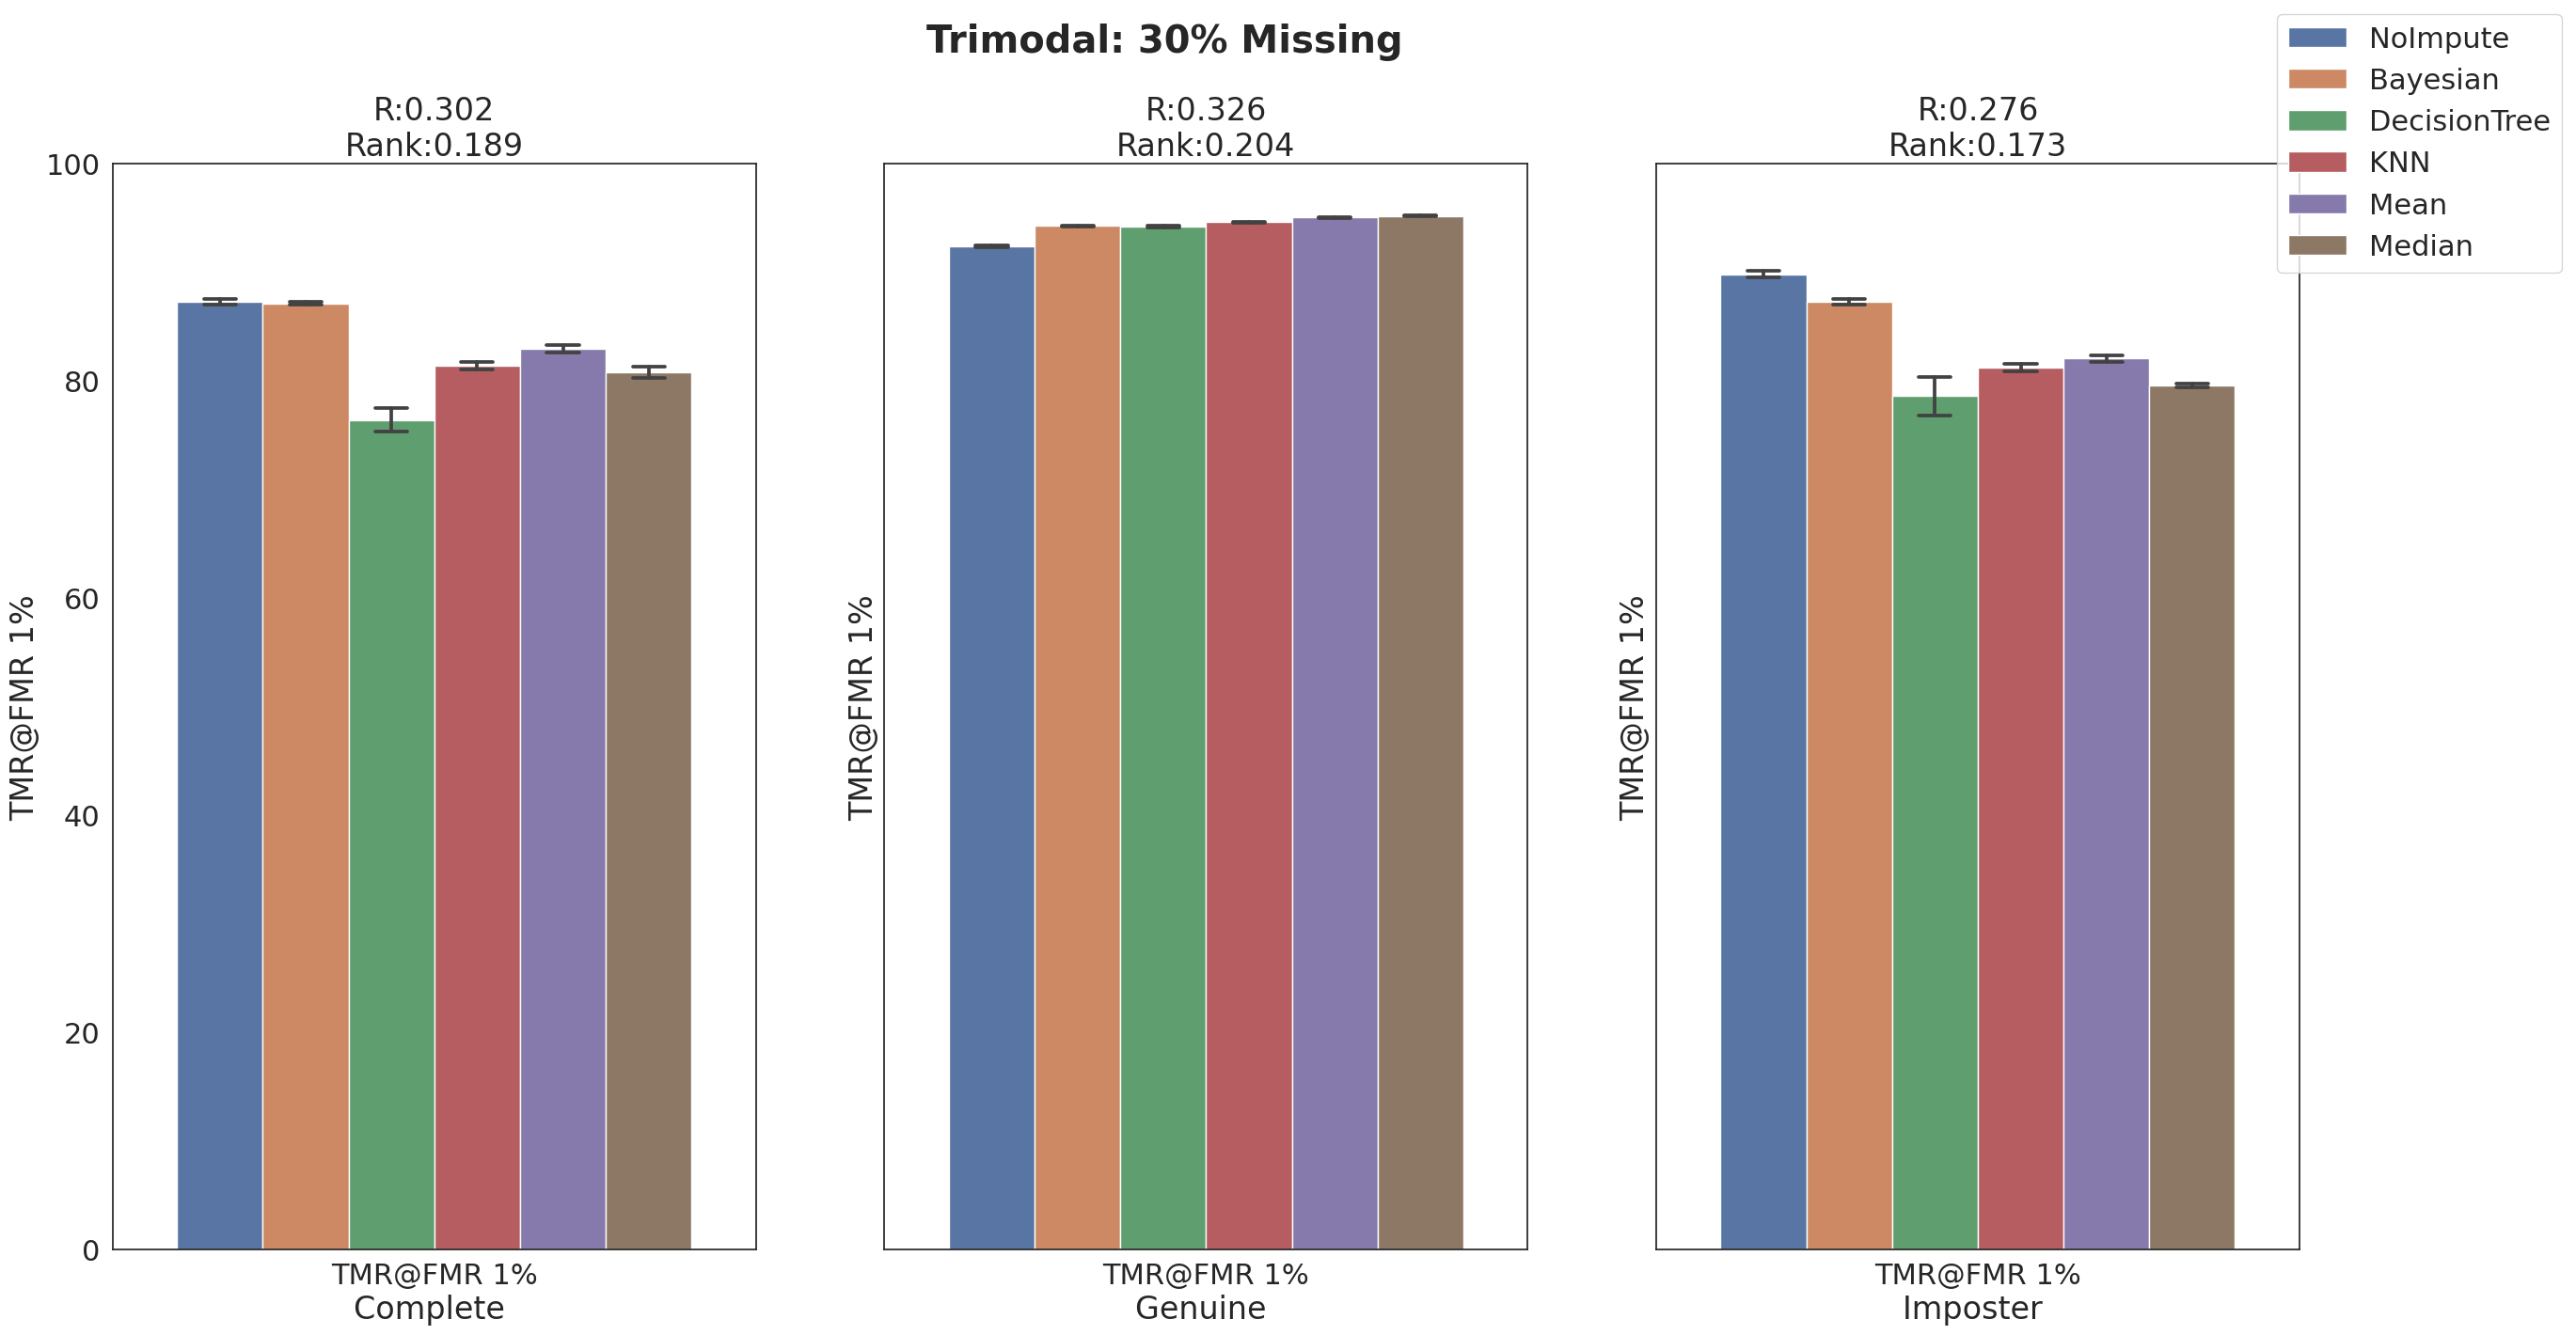 Trimodal: 30% Missing
NoImpute
Bayesian
DecisionTree
KNN
Mean
Median
R:0.302
Rank:0.189
R:0.326
Rank:0.204
R:0.276
Rank:0.173
100
80
60
40
20
0
TMR@FMR 1%
TMR@FMR 1%
TMR@FMR 1%
TMR@FMR 1%
Complete
TMR@FMR 1%
Genuine
TMR@FMR 1%
Imposter